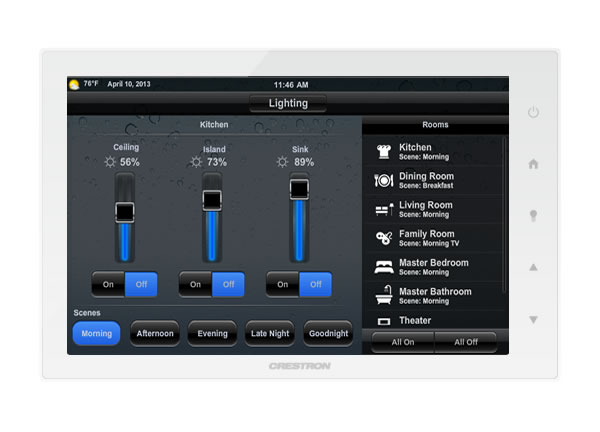 76°F April 10, 2013 11:46 AM
Lighting
Kitchen
Ceiling Island Sink
56% 73% 89%
On Off On Off On Off
Scenes
Morning Afternoon Evening Late Night Goodnight
Rooms
Kitchen
Scene: Morning
Dining Room
Scene: Breakfast
Living Room
Scene: Morning
Family Room
Scene: Morning TV
Master Bedroom
Scene: Morning
Master Bathroom
Scene: Morning
Theater
All On All Off
CRESTRON